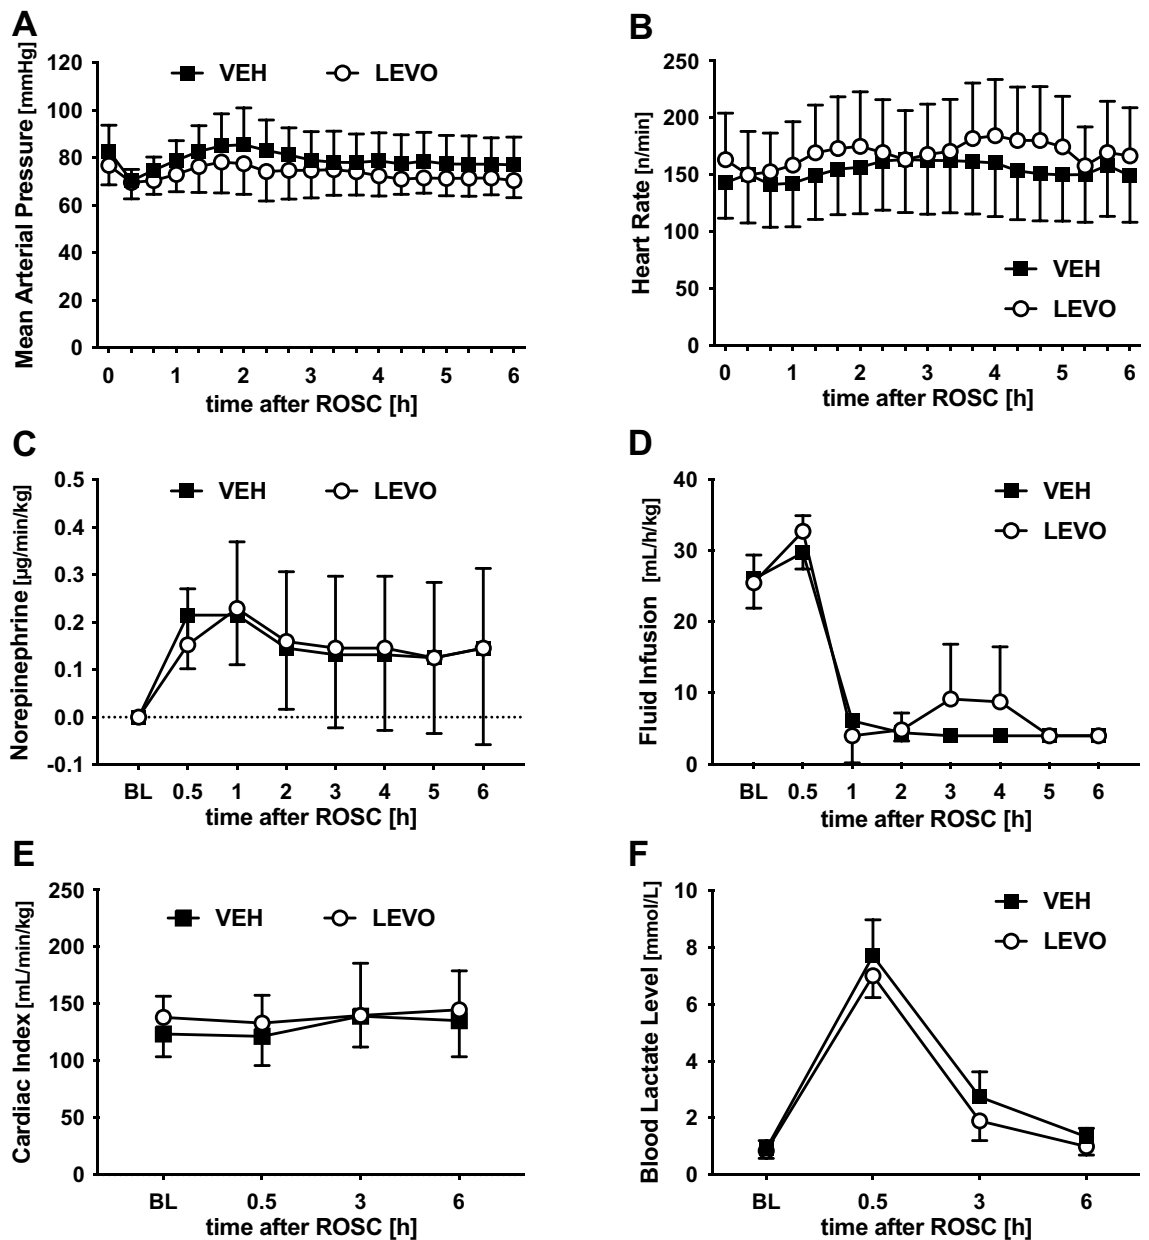 A
Mean Arterial Pressure [mmHg]
120
100
80
60
40
20
0
VEH
LEVO
0 1 2 3 4 5 6
time after ROSC [h]
B
Heart Rate [n/min]
250
200
150
100
50
0
VEH
LEVO
0 1 2 3 4 5 6
time after ROSC [h]
C
Norepinephrine [µg/min/kg]
0.5
0.4
0.3
0.2
0.1
0.0
-0.1
VEH
LEVO
BL 0.5 1 2 3 4 5 6
time after ROSC [h]
D
Fluid Infusion [mL/h/kg]
40
30
20
10
0
VEH
LEVO
BL 0.5 1 2 3 4 5 6
time after ROSC [h]
E
Cardiac Index [mL/min/kg]
250
200
150
100
50
0
VEH
LEVO
BL 0.5 3 6
time after ROSC [h]
F
Blood Lactate Level [mmol/L]
10
8
6
4
2
0
VEH
LEVO
BL 0.5 3 6
time after ROSC [h]